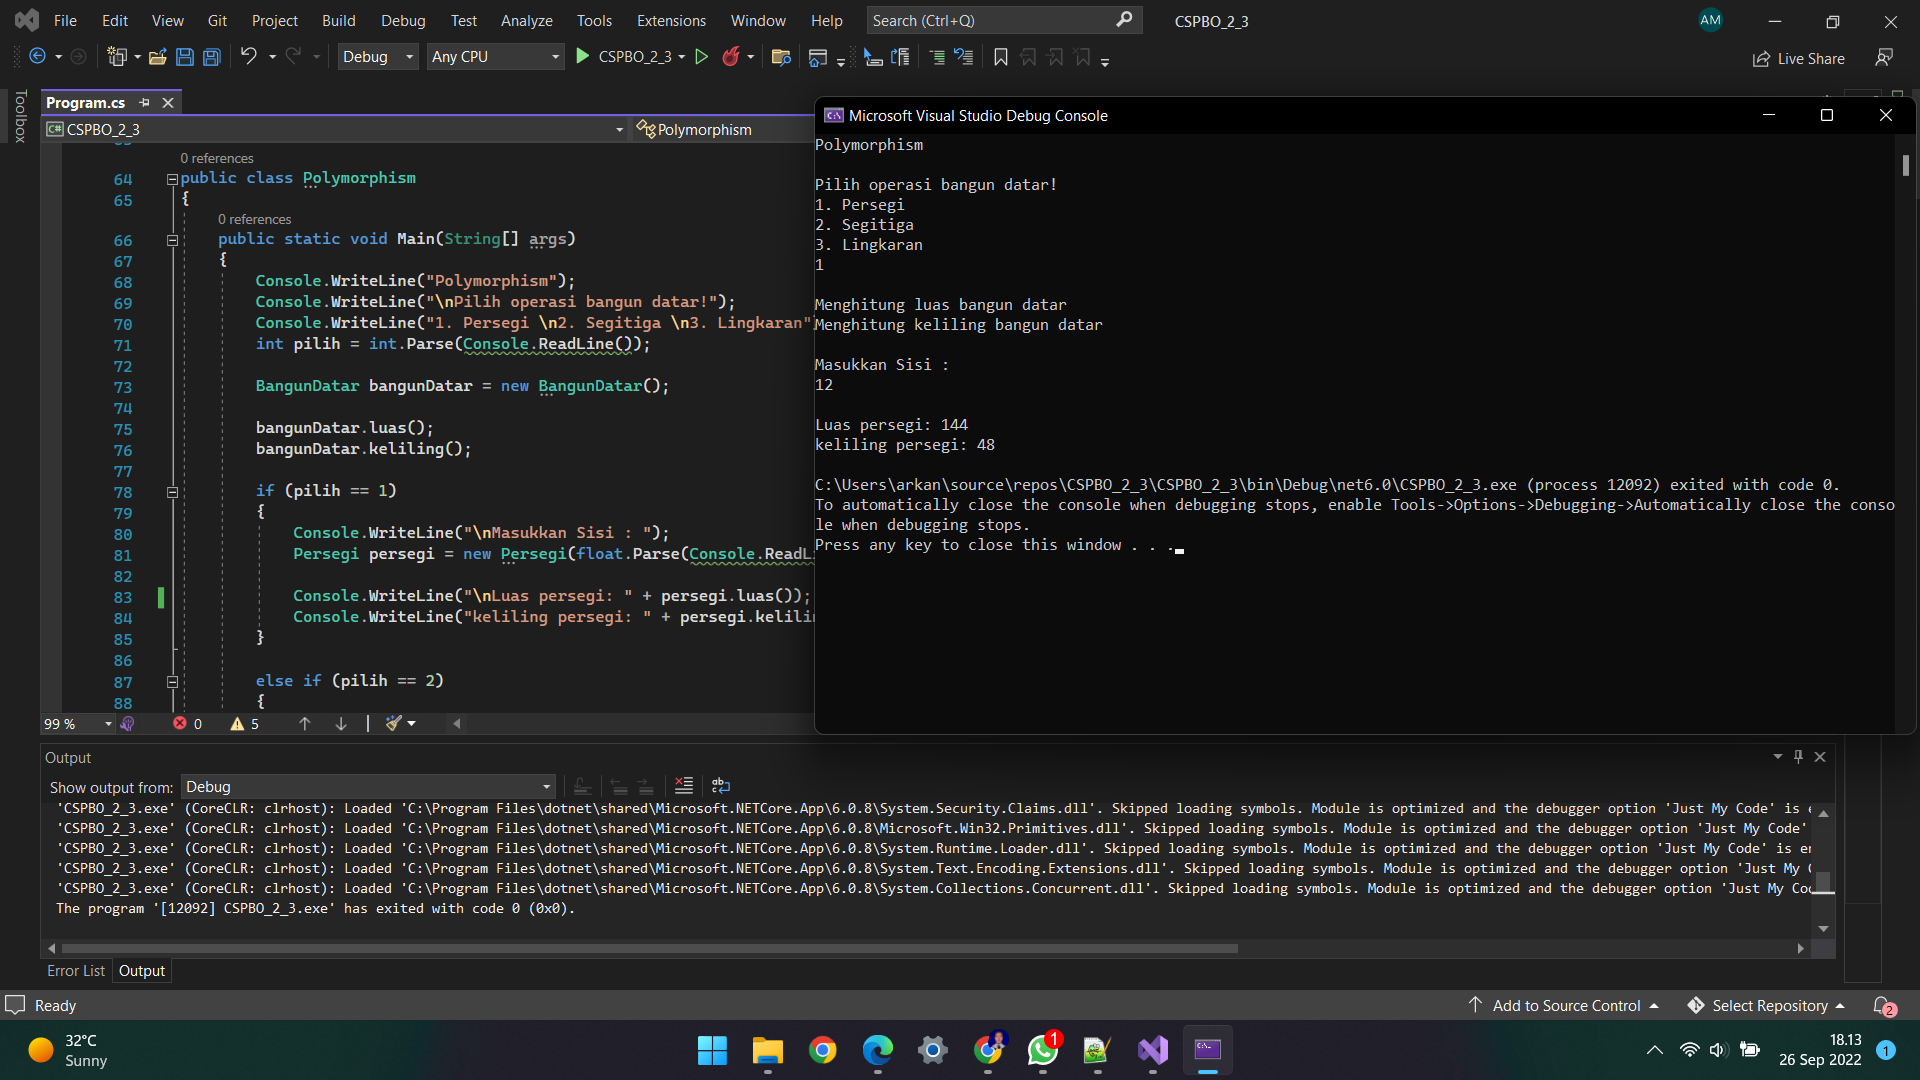 File Edit View Git Project Build Debug Test Analyze Tools Extensions Window Help Search (Ctrl+Q) CSPBO_2_3 AM
Debug Any CPU CSPBO_2_3 Live Share
Toolbox
Program.cs
C# CSPBO_2_3 Polymorphism
0 references
64 public class Polymorphism
65 {
0 references
66 public static void Main(String[] args)
67 {
68 Console.WriteLine("Polymorphism");
69 Console.WriteLine("\nPilih operasi bangun datar!");
70 Console.WriteLine("1. Persegi \n2. Segitiga \n3. Lingkaran"
71 int pilih = int.Parse(Console.ReadLine());
72
73 BangunDatar bangunDatar = new BangunDatar();
74
75 bangunDatar.luas();
76 bangunDatar.keliling();
77
78 if (pilih == 1)
79 {
80 Console.WriteLine("\nMasukkan Sisi : ");
81 Persegi persegi = new Persegi(float.Parse(Console.ReadL
82
83 Console.WriteLine("\nLuas persegi: " + persegi.luas());
84 Console.WriteLine("keliling persegi: " + persegi.kelilin
85 }
86
87 else if (pilih == 2)
88 {
99 % 0 5
Microsoft Visual Studio Debug Console
Polymorphism
Pilih operasi bangun datar!
1. Persegi
2. Segitiga
3. Lingkaran
1
Menghitung luas bangun datar
Menghitung keliling bangun datar
Masukkan Sisi :
12
Luas persegi: 144
keliling persegi: 48
C:\Users\arkan\source\repos\CSPBO_2_3\CSPBO_2_3\bin\Debug\net6.0\CSPBO_2_3.exe (process 12092) exited with code 0.
To automatically close the console when debugging stops, enable Tools->Options->Debugging->Automatically close the conso
le when debugging stops.
Press any key to close this window . . .
Output
Show output from: Debug
'CSPBO_2_3.exe' (CoreCLR: clrhost): Loaded 'C:\Program Files\dotnet\shared\Microsoft.NETCore.App\6.0.8\System.Security.Claims.dll'. Skipped loading symbols. Module is optimized and the debugger option 'Just My Code' is
'CSPBO_2_3.exe' (CoreCLR: clrhost): Loaded 'C:\Program Files\dotnet\shared\Microsoft.NETCore.App\6.0.8\Microsoft.Win32.Primitives.dll'. Skipped loading symbols. Module is optimized and the debugger option 'Just My Code'
'CSPBO_2_3.exe' (CoreCLR: clrhost): Loaded 'C:\Program Files\dotnet\shared\Microsoft.NETCore.App\6.0.8\System.Runtime.Loader.dll'. Skipped loading symbols. Module is optimized and the debugger option 'Just My Code' is
'CSPBO_2_3.exe' (CoreCLR: clrhost): Loaded 'C:\Program Files\dotnet\shared\Microsoft.NETCore.App\6.0.8\System.Text.Encoding.Extensions.dll'. Skipped loading symbols. Module is optimized and the debugger option 'Just My
'CSPBO_2_3.exe' (CoreCLR: clrhost): Loaded 'C:\Program Files\dotnet\shared\Microsoft.NETCore.App\6.0.8\System.Collections.Concurrent.dll'. Skipped loading symbols. Module is optimized and the debugger option 'Just My
The program '[12092] CSPBO_2_3.exe' has exited with code 0 (0x0).
Error List Output
Ready Add to Source Control Select Repository 2
32°C
Sunny
1
18.13
26 Sep 2022 1